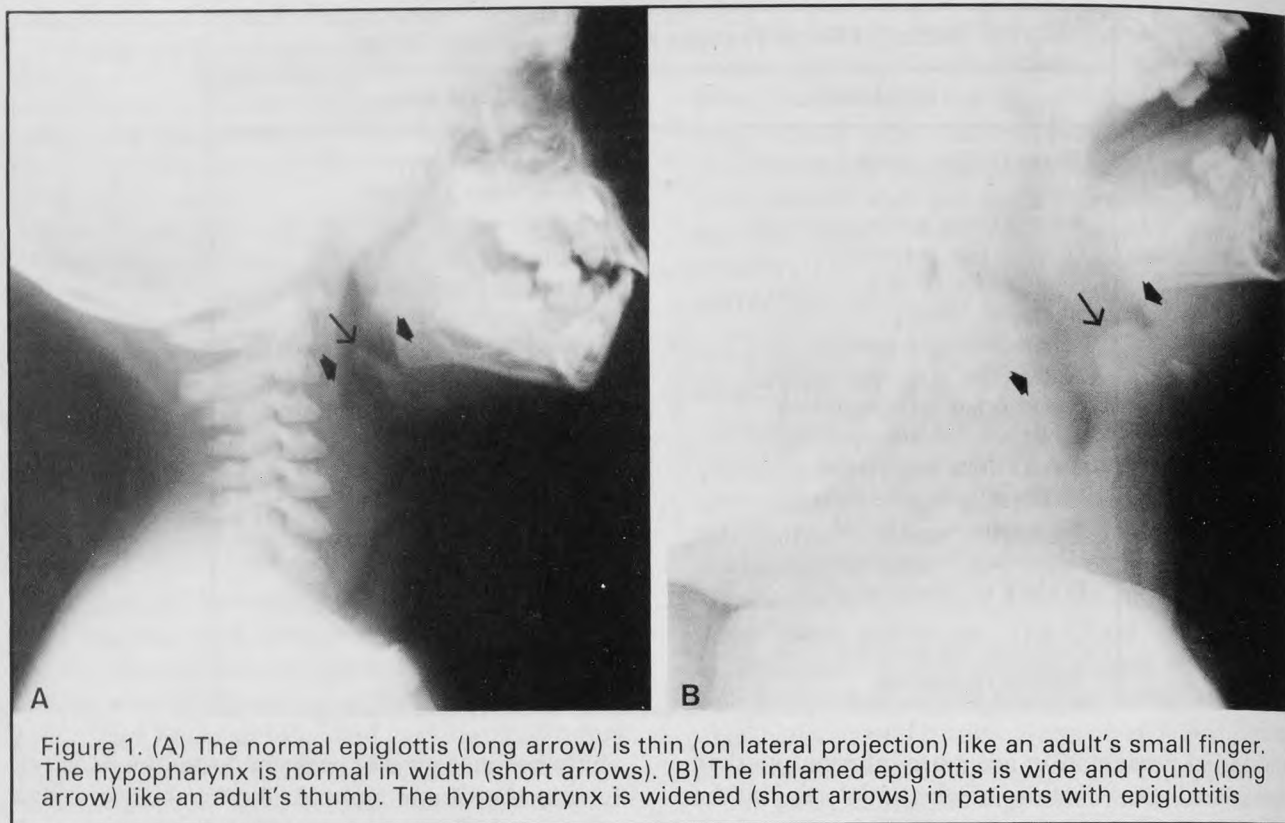 A
B
Figure 1. (A) The normal epiglottis (long arrow) is thin (on lateral projection) like an adult's small finger.
The hypopharynx is normal in width (short arrows). (B) The inflamed epiglottis is wide and round (long
arrow) like an adult's thumb. The hypopharynx is widened (short arrows) in patients with epiglottitis